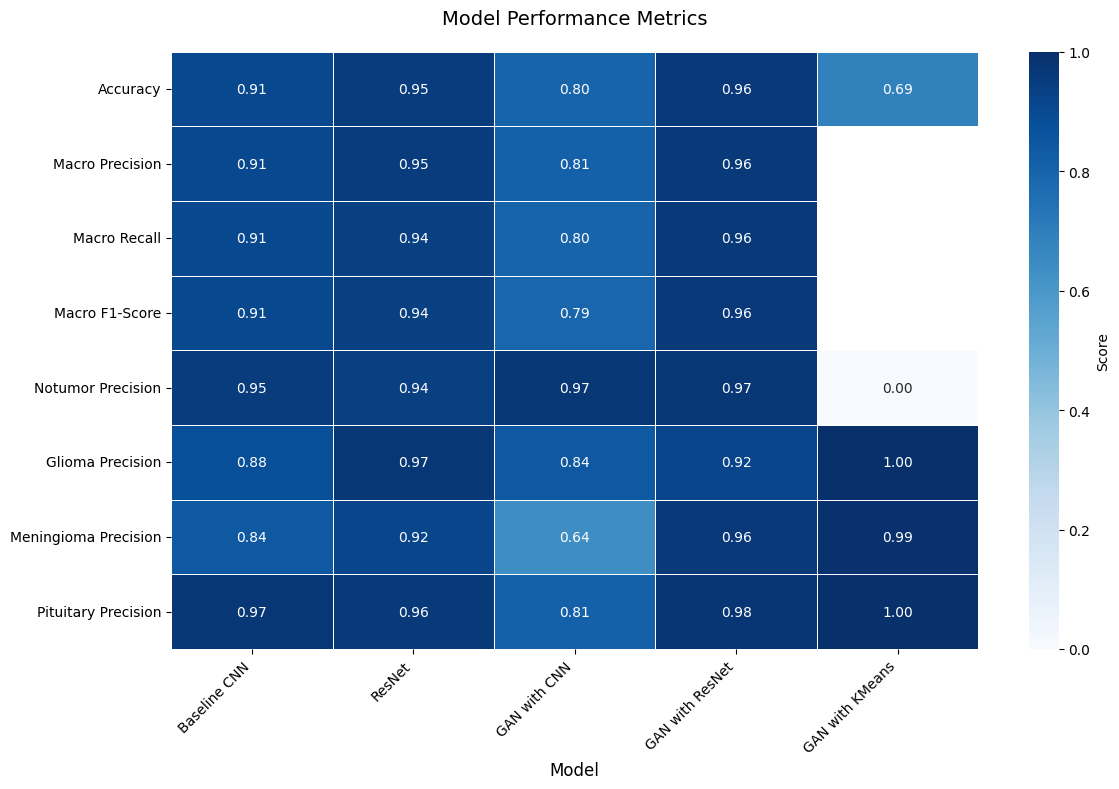 Model Performance Metrics
Accuracy 0.91 0.95 0.80 0.96 0.69
Macro Precision 0.91 0.95 0.81 0.96
Macro Recall 0.91 0.94 0.80 0.96
Macro F1-Score 0.91 0.94 0.79 0.96
Notumor Precision 0.95 0.94 0.97 0.97 0.00
Glioma Precision 0.88 0.97 0.84 0.92 1.00
Meningioma Precision 0.84 0.92 0.64 0.96 0.99
Pituitary Precision 0.97 0.96 0.81 0.98 1.00
Baseline CNN ResNet GAN with CNN GAN with ResNet GAN with KMeans
Model
1.0
0.8
0.6
0.4
0.2
0.0
Score